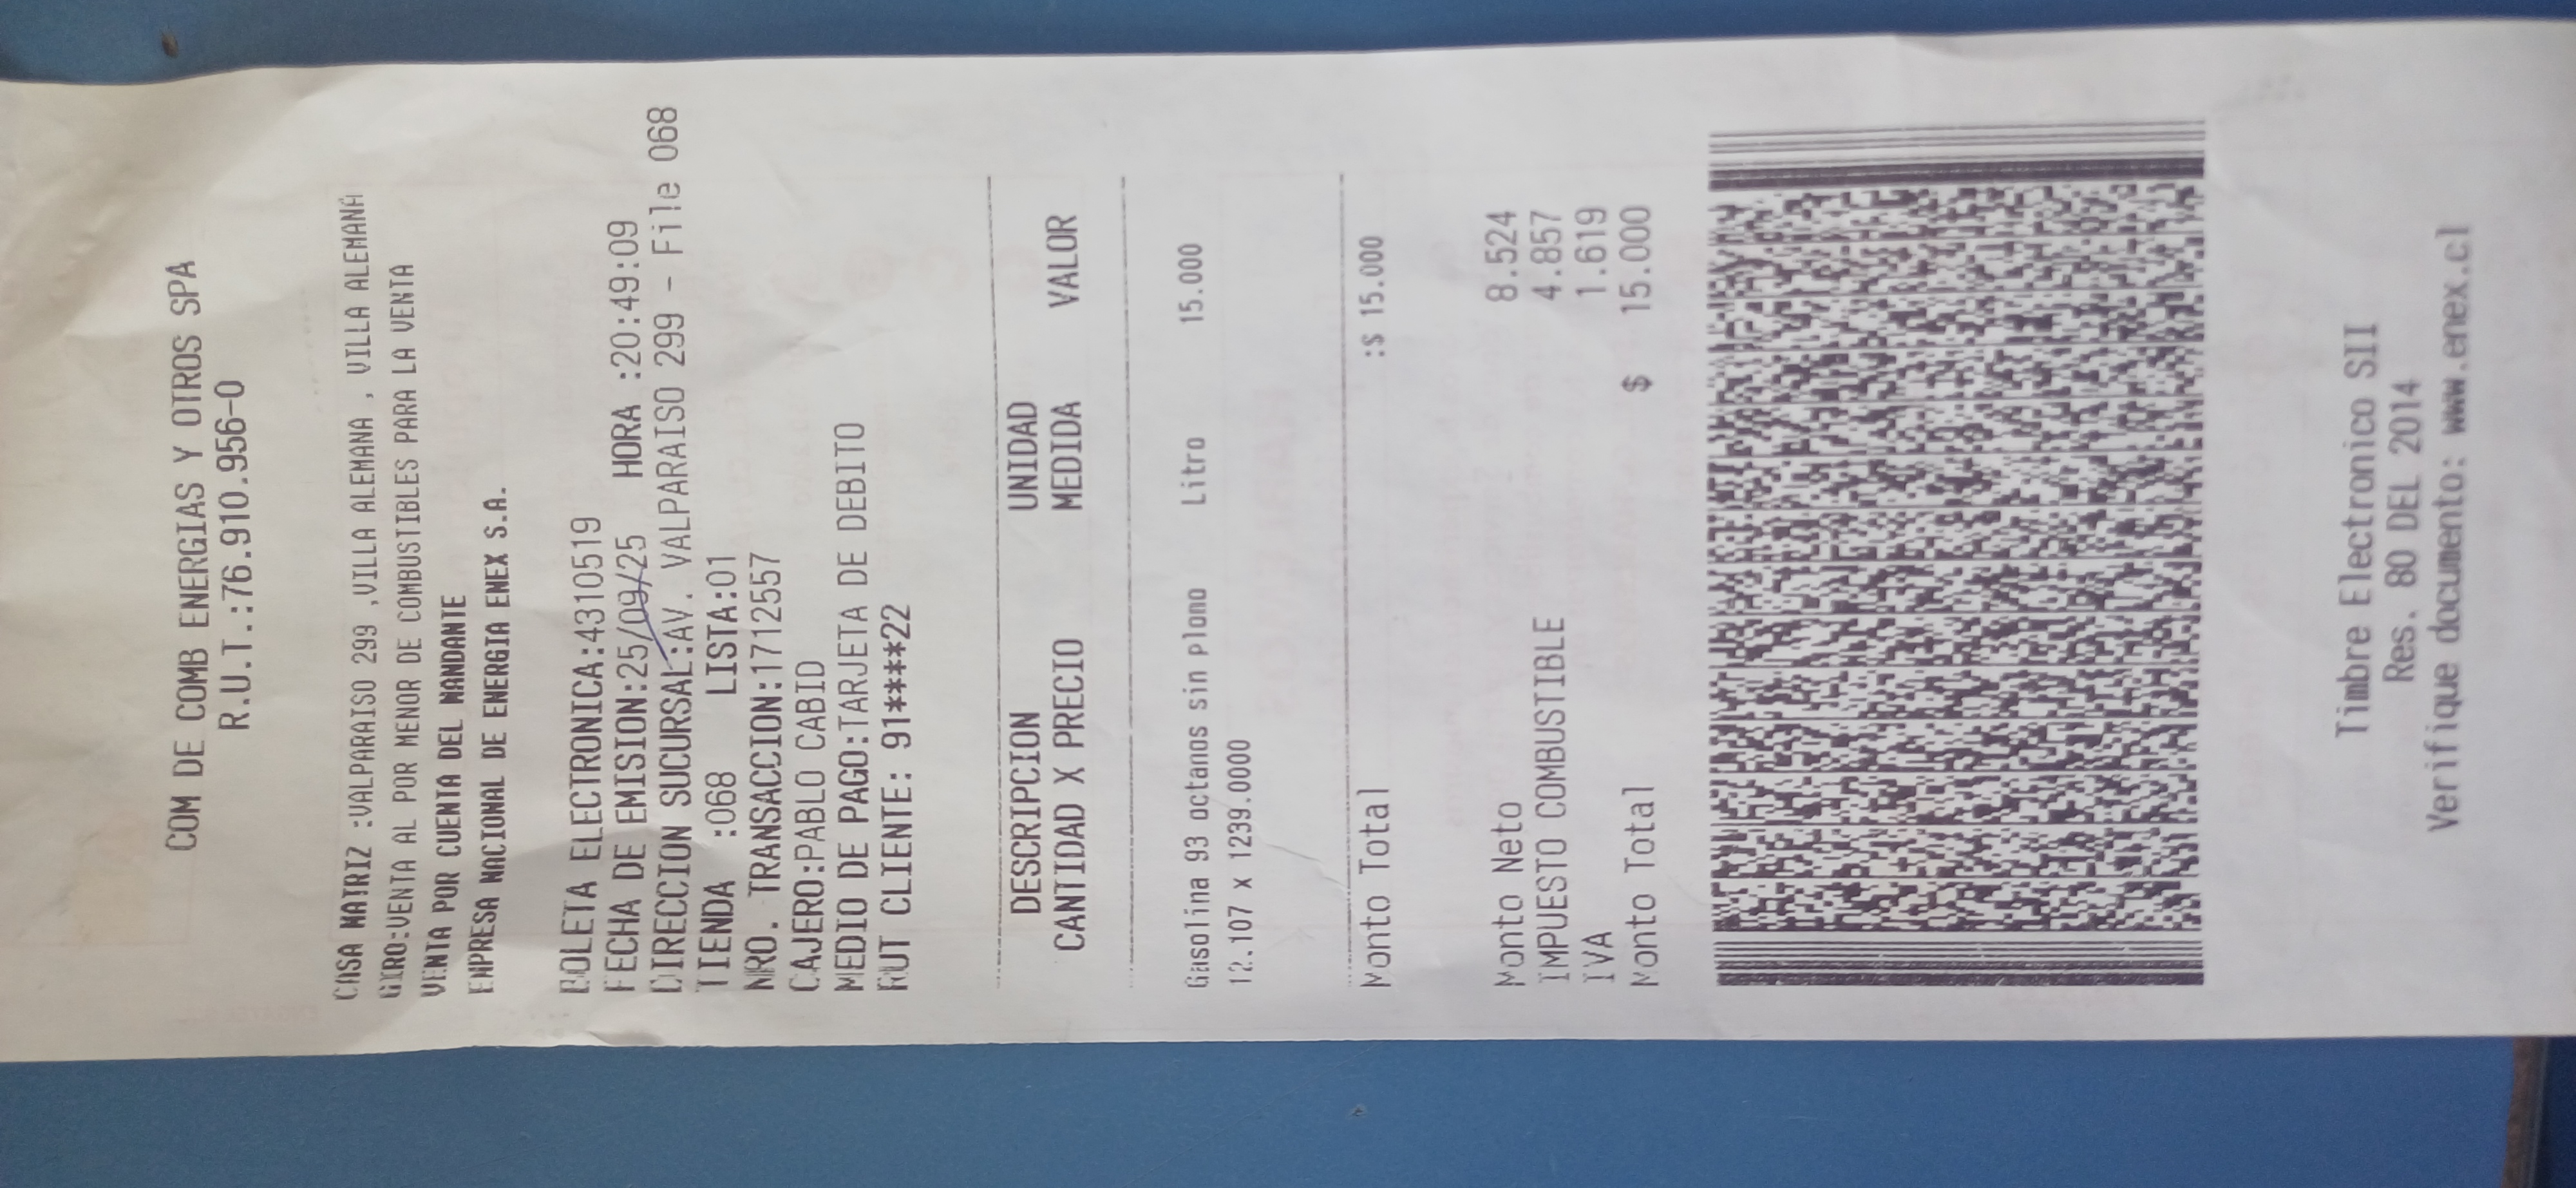 COM DE COMB ENERGIAS Y OTROS SPA
R.U.T.:76.910.956-0
CASA MATRIZ :VALPARAISO 299 ,VILLA ALEMANA , VILLA ALEMANA
GIRO:VENTA AL POR MENOR DE COMBUSTIBLES PARA LA VENTA
VENTA POR CUENTA DEL MANDANTE
EMPRESA NACIONAL DE ENERGIA ENEX S.A.
BOLETA ELECTRONICA:4310519
FECHA DE EMISION:25/09/25 HORA :20:49:09
DIRECCION SUCURSAL:AV. VALPARAISO 299 - File 068
TIENDA :068 LISTA:01
NRO. TRANSACCION:17112557
CAJERO:PABLO CABID
MEDIO DE PAGO:TARJETA DE DEBITO
RUT CLIENTE: 91****22
DESCRIPCION UNIDAD
CANTIDAD X PRECIO MEDIDA VALOR
Gasolina 93 octanos sin plomo Litro 15.000
12.107 x 1239.0000
Monto Total :$ 15.000
Monto Neto 8.524
IMPUESTO COMBUSTIBLE 4.857
IVA 1.619
Monto Total $ 15.000
Timbre Electronico SII
Res. 80 DEL 2014
Verifique documento: www.enex.cl